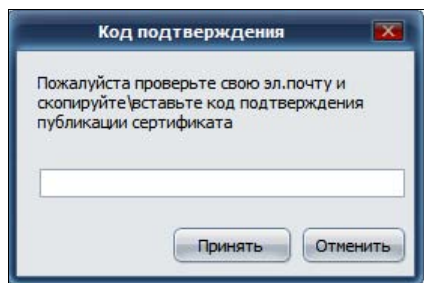 Код подтверждения
Пожалуйста проверьте свою эл.почту и
скопируйте\вставьте код подтверждения
публикации сертификата
Принять Отменить